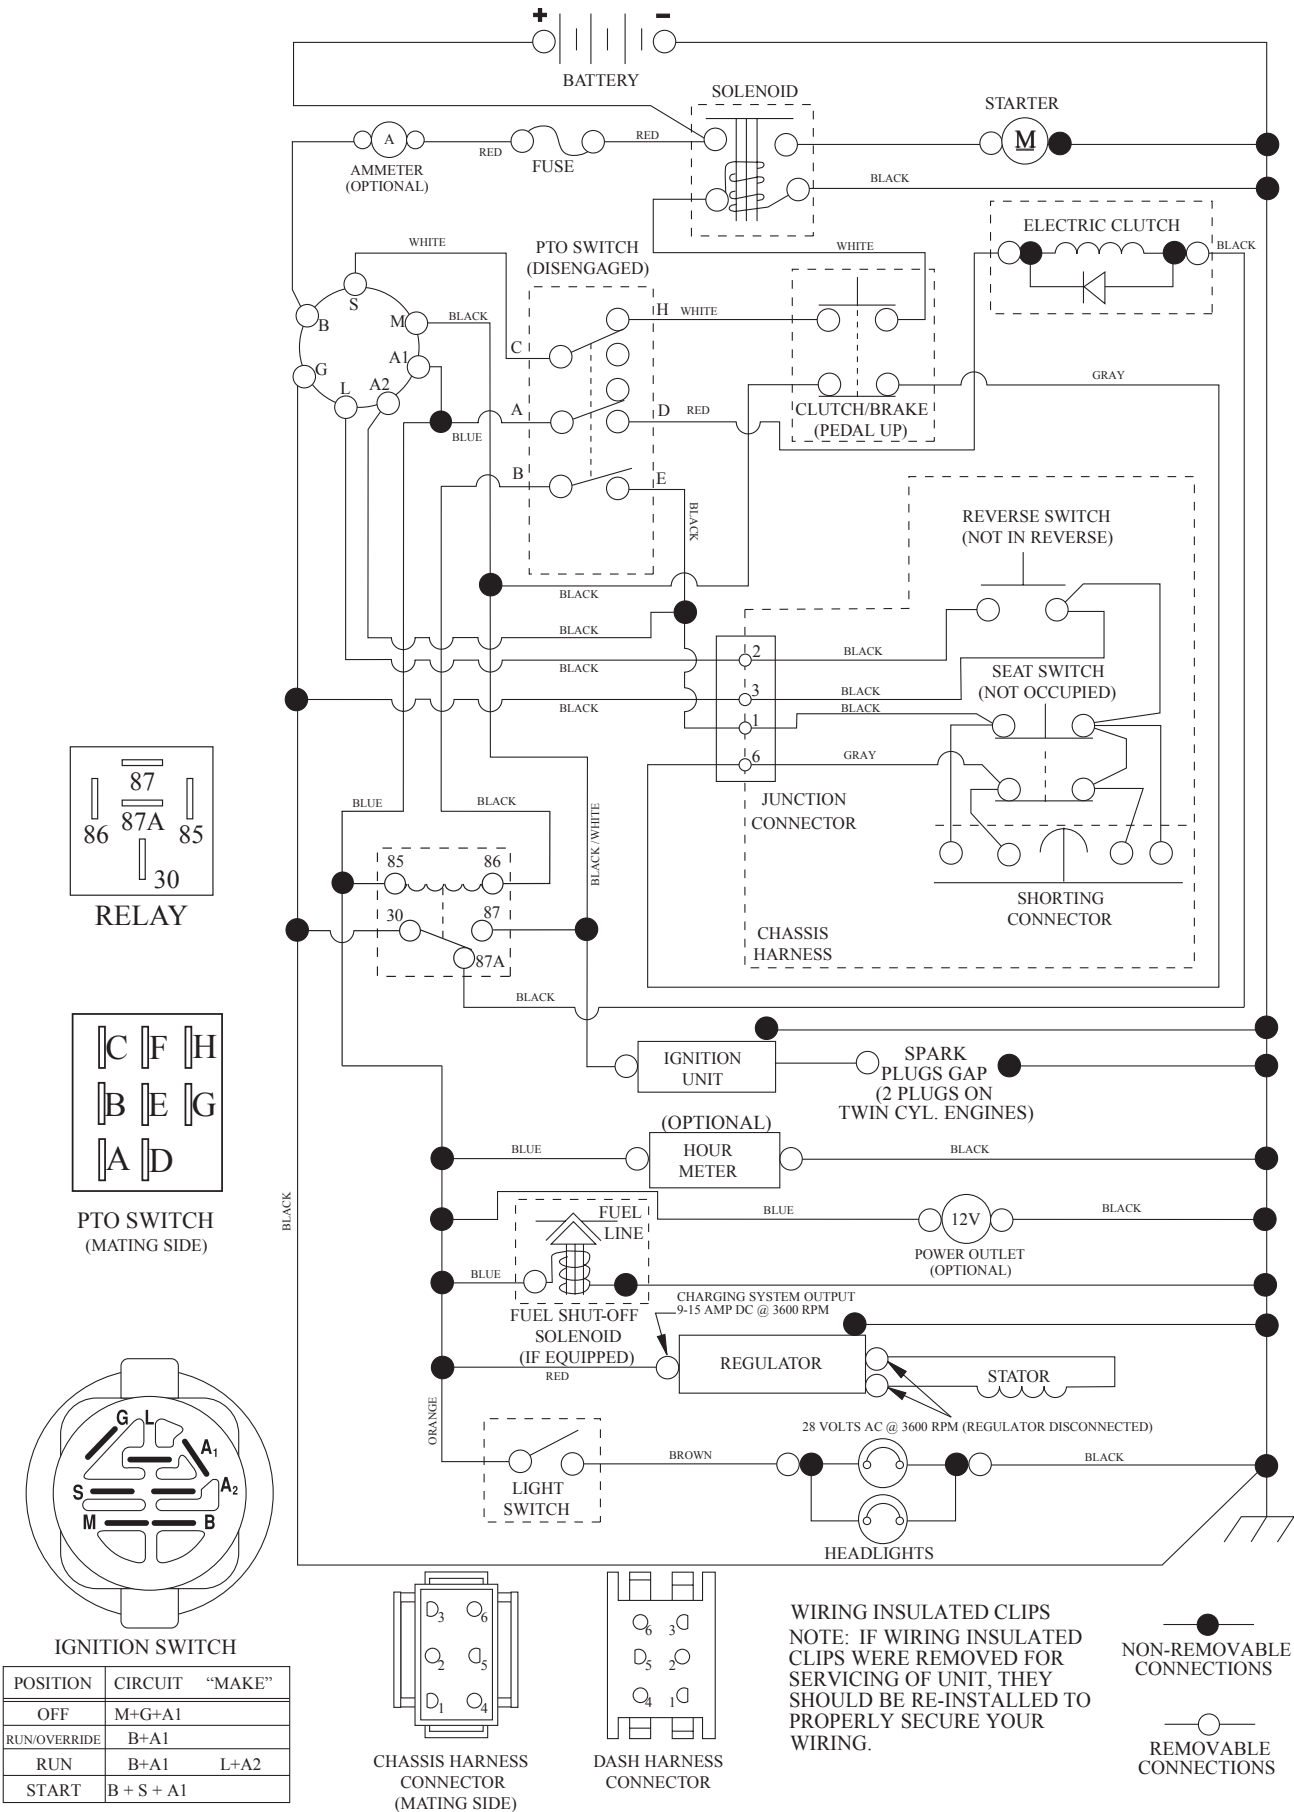 + −
BATTERY
SOLENOID
STARTER
A
M
RED
FUSE
RED
AMMETER
(OPTIONAL)
BLACK
ELECTRIC CLUTCH
WHITE
PTO SWITCH
(DISENGAGED)
WHITE
BLACK
S
B
M
BLACK
H
WHITE
C
G
A1
L
A2
GRAY
A
D
RED
CLUTCH/BRAKE
(PEDAL UP)
BLUE
B
E
BLACK
REVERSE SWITCH
(NOT IN REVERSE)
BLACK
BLACK
2
BLACK
BLACK
SEAT SWITCH
(NOT OCCUPIED)
3
BLACK
BLACK
BLACK
1
6
GRAY
JUNCTION
CONNECTOR
87
86
87A
85
30
RELAY
BLUE
BLACK
BLACK/WHITE
85
86
30
87
87A
SHORTING
CONNECTOR
CHASSIS
HARNESS
BLACK
C F H
B E G
A D
PTO SWITCH
(MATING SIDE)
BLACK
IGNITION
UNIT
SPARK
PLUGS GAP
(2 PLUGS ON
TWIN CYL. ENGINES)
(OPTIONAL)
HOUR
METER
BLUE
BLACK
FUEL
LINE
BLUE
12V
BLACK
POWER OUTLET
(OPTIONAL)
BLUE
FUEL SHUT-OFF
SOLENOID
(IF EQUIPPED)
CHARGING SYSTEM OUTPUT
9-15 AMP DC @ 3600 RPM
REGULATOR
RED
STATOR
28 VOLTS AC @ 3600 RPM (REGULATOR DISCONNECTED)
ORANGE
BROWN
BLACK
LIGHT
SWITCH
HEADLIGHTS
G L
A1
S
A2
M
B
IGNITION SWITCH
POSITION CIRCUIT “MAKE”
OFF M+G+A1
RUN/OVERRIDE B+A1
RUN B+A1 L+A2
START B + S + A1
3 6
2 5
1 4
CHASSIS HARNESS
CONNECTOR
(MATING SIDE)
6 3
5 2
4 1
DASH HARNESS
CONNECTOR
WIRING INSULATED CLIPS
NOTE: IF WIRING INSULATED
CLIPS WERE REMOVED FOR
SERVICING OF UNIT, THEY
SHOULD BE RE-INSTALLED TO
PROPERLY SECURE YOUR
WIRING.
NON-REMOVABLE
CONNECTIONS
REMOVABLE
CONNECTIONS